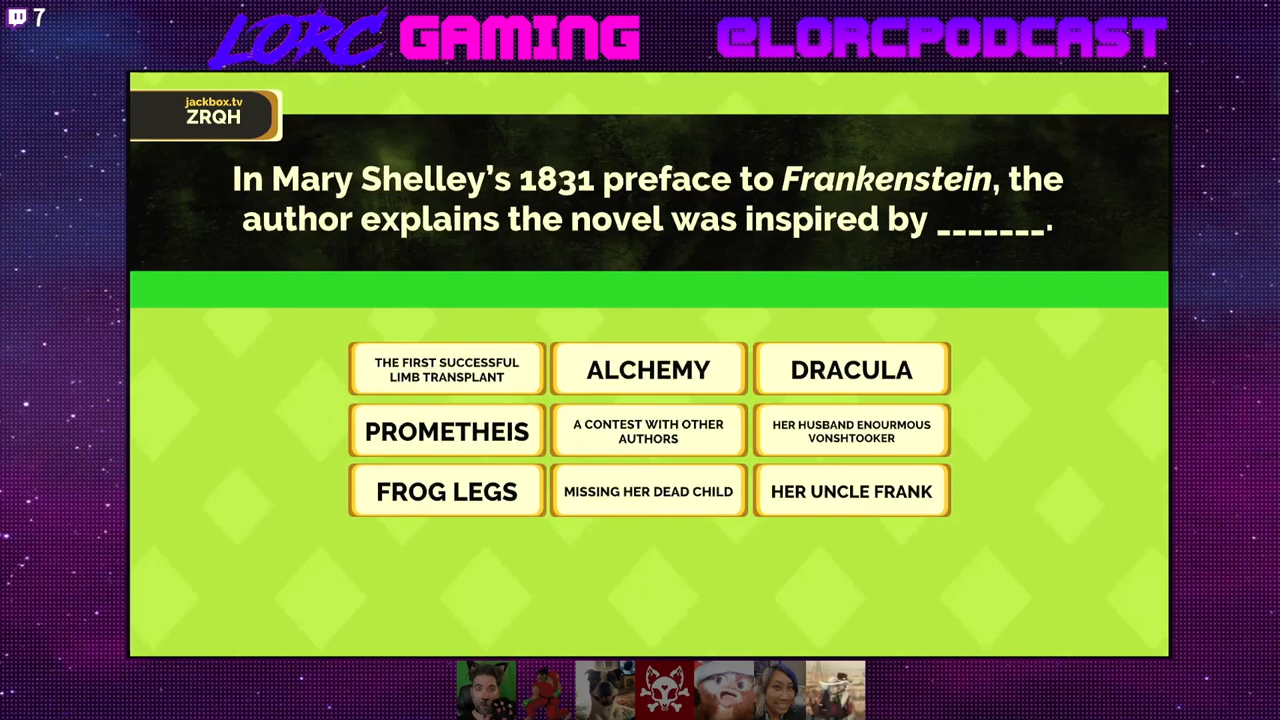 7
LORC GAMING
@LORCPODCAST
jackbox.tv
ZRQH
In Mary Shelley's 1831 preface to Frankenstein, the
author explains the novel was inspired by _______.
THE FIRST SUCCESSFUL
LIMB TRANSPLANT
ALCHEMY
DRACULA
PROMETHEIS
A CONTEST WITH OTHER
AUTHORS
HER HUSBAND ENOURMOUS
VONSHTOOKER
FROG LEGS
MISSING HER DEAD CHILD
HER UNCLE FRANK